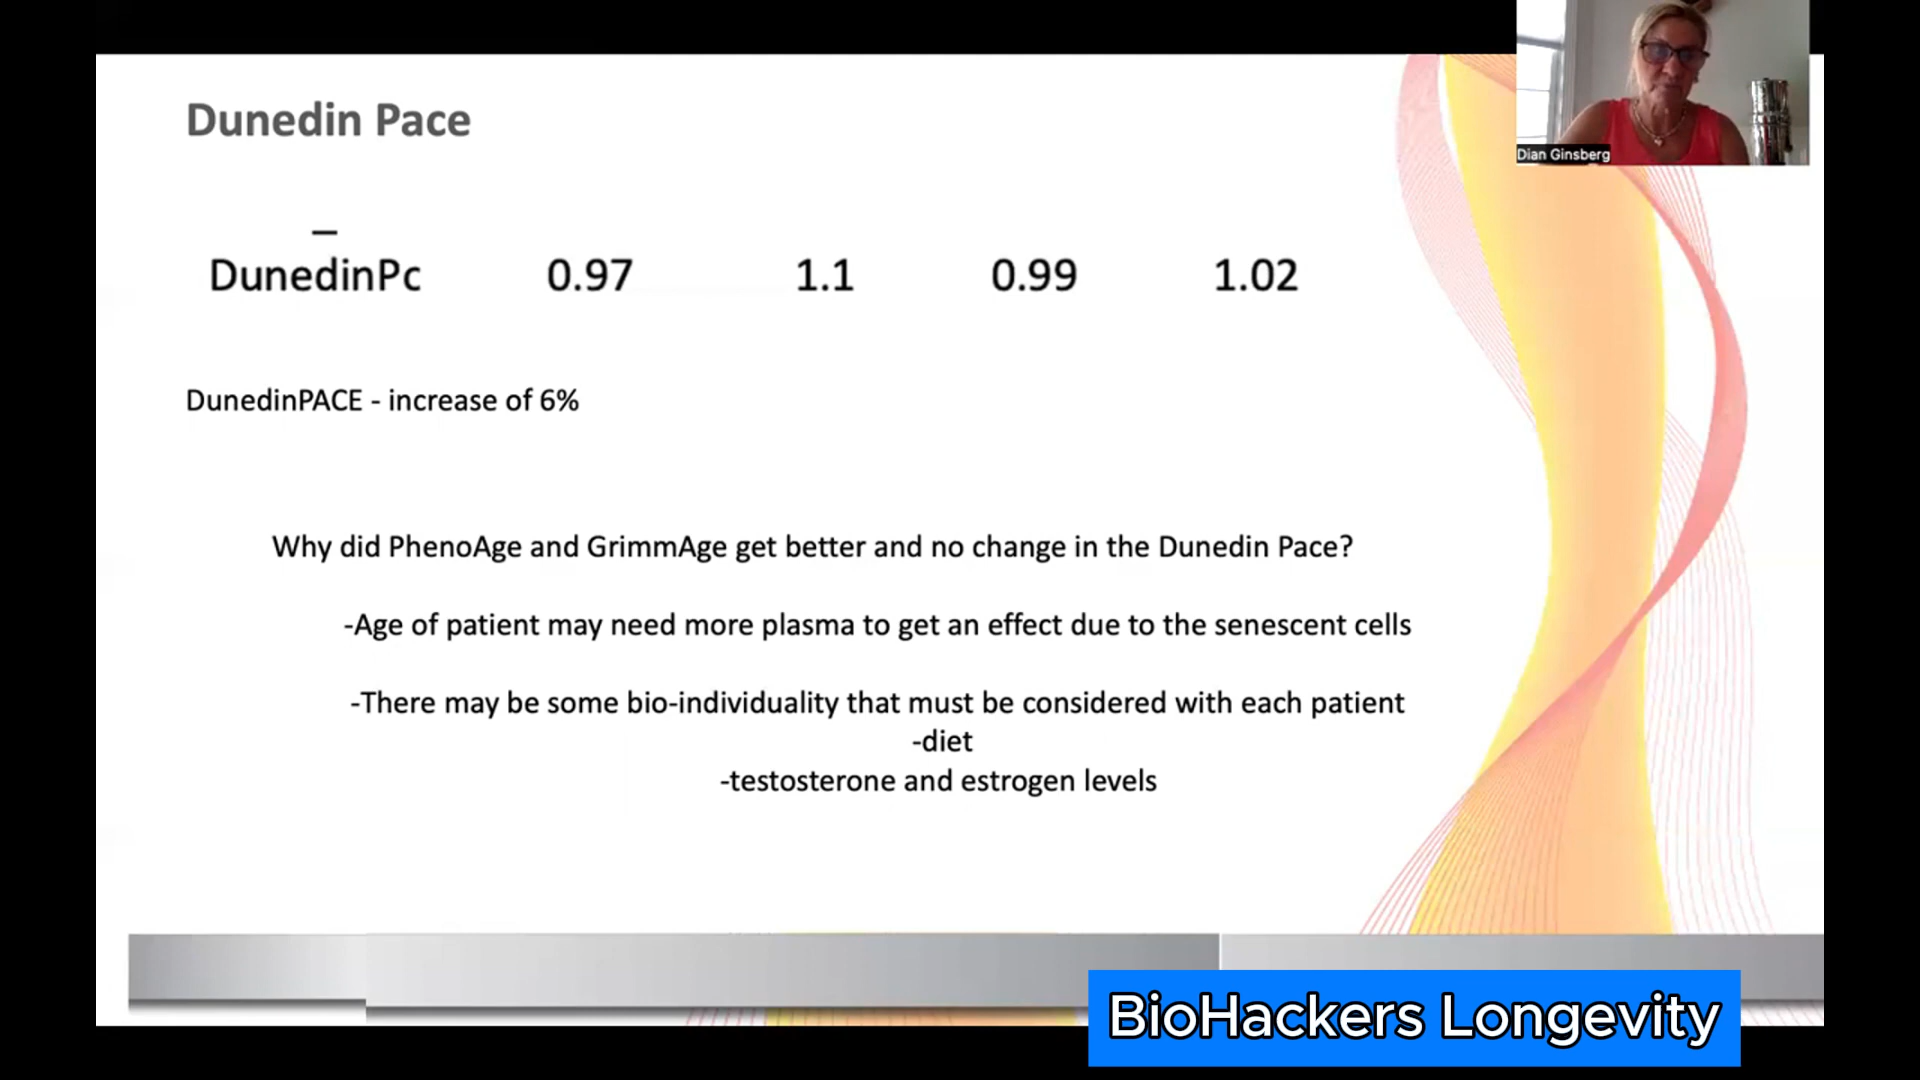 Dunedin Pace
Dian Ginsberg
DunedinPc 0.97 1.1 0.99 1.02
DunedinPACE - increase of 6%
Why did PhenoAge and GrimmAge get better and no change in the Dunedin Pace?
-Age of patient may need more plasma to get an effect due to the senescent cells
-There may be some bio-individuality that must be considered with each patient
-diet
-testosterone and estrogen levels
BioHackers Longevity